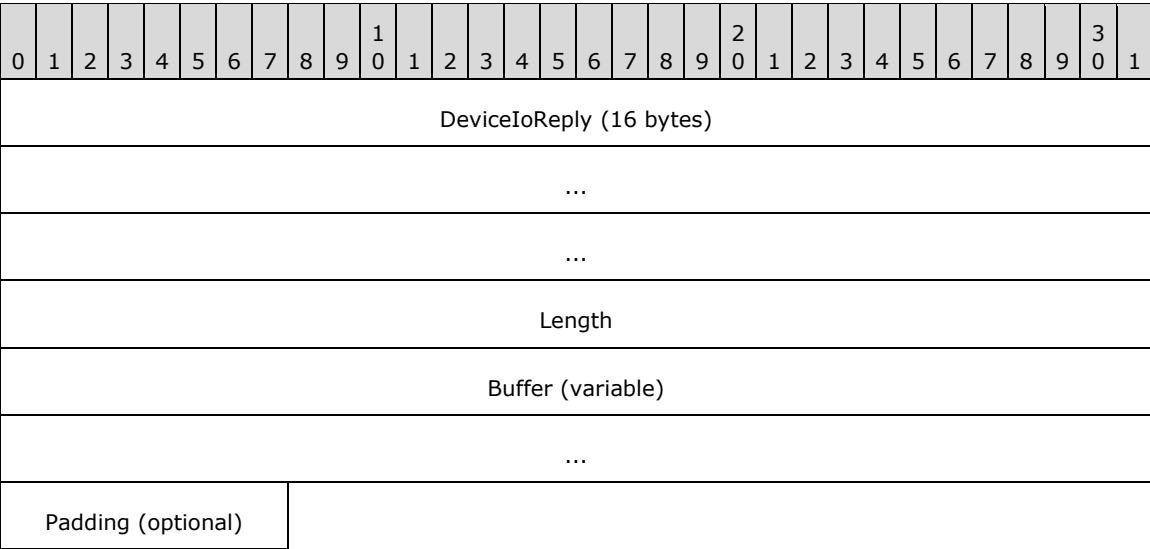 1 2 3
0 1 2 3 4 5 6 7 8 9 0 1 2 3 4 5 6 7 8 9 0 1 2 3 4 5 6 7 8 9 0 1
DeviceIoReply (16 bytes)
...
...
Length
Buffer (variable)
...
Padding (optional)